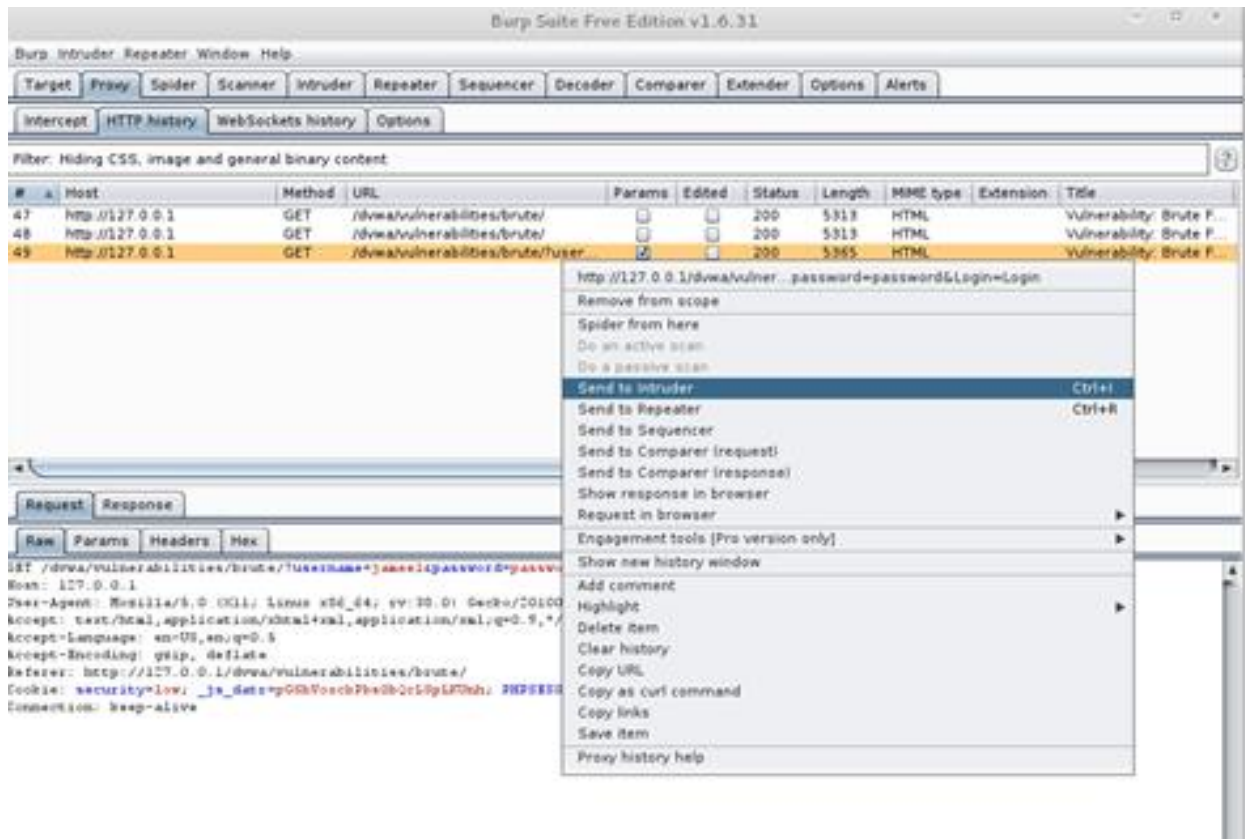 Burp Suite Free Edition v1.6.31
Burp Intruder Repeater Window Help
Target Proxy Spider Scanner Intruder Repeater Sequencer Decoder Comparer Extender Options Alerts
Intercept HTTP history WebSockets history Options
Filter: Hiding CSS, image and general binary content ?
# Host Method URL Params Edited Status Length MIME type Extension Title
47 http://127.0.0.1 GET /dvwa/vulnerabilities/brute/ 200 5313 HTML Vulnerability: Brute F...
48 http://127.0.0.1 GET /dvwa/vulnerabilities/brute/ 200 5313 HTML Vulnerability: Brute F...
49 http://127.0.0.1 GET /dvwa/vulnerabilities/brute/?user... 200 5365 HTML Vulnerability: Brute F...
http://127.0.0.1/dvwa/vulner...password=password&Login=Login
Remove from scope
Spider from here
Do an active scan
Do a passive scan
Send to Intruder Ctrl+I
Send to Repeater Ctrl+R
Send to Sequencer
Send to Comparer (request)
Send to Comparer (response)
Show response in browser
Request in browser
Engagement tools [Pro version only]
Show new history window
Add comment
Highlight
Delete item
Clear history
Copy URL
Copy as curl command
Copy links
Save item
Proxy history help
Request Response
Raw Params Headers Hex
GET /dvwa/vulnerabilities/brute/?username=jameel&password=passw
Host: 127.0.0.1
User-Agent: Mozilla/5.0 (X11; Linux x86_64; rv:38.0) Gecko/20100
Accept: text/html,application/xhtml+xml,application/xml;q=0.9,*/
Accept-Language: en-US,en;q=0.5
Accept-Encoding: gzip, deflate
Referer: http://127.0.0.1/dvwa/vulnerabilities/brute/
Cookie: security=low;
Connection: keep-alive